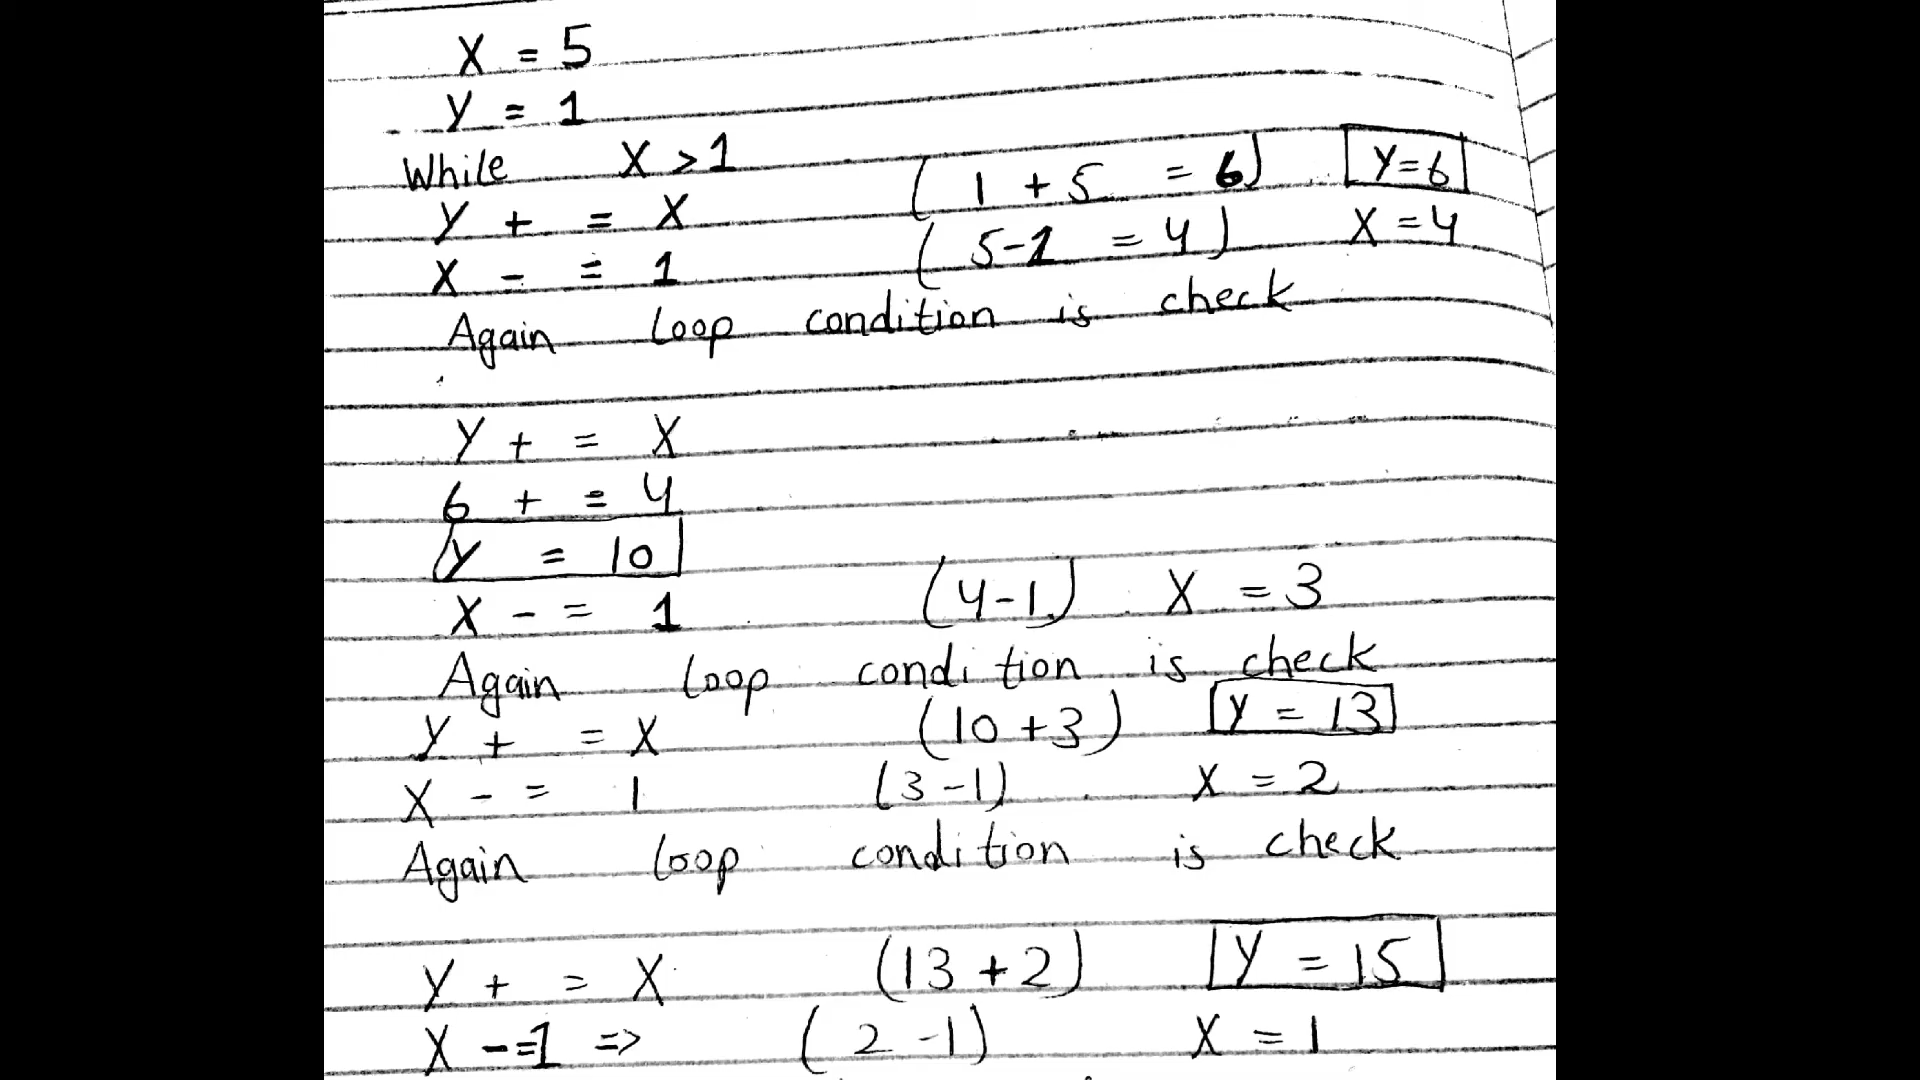 X = 5
Y = 1
While X > 1
Y + = X ( 1 + 5 = 6 ) Y = 6
X - = 1 ( 5 - 1 = 4 ) X = 4
Again loop condition is check
Y + = X
6 + = 4
Y = 10
X - = 1 (4 - 1) X = 3
Again loop condition is check
Y + = X (10 + 3) Y = 13
X - = 1 (3 - 1) X = 2
Again loop condition is check
Y + = X (13 + 2) Y = 15
X -=1 => ( 2 - 1) X = 1